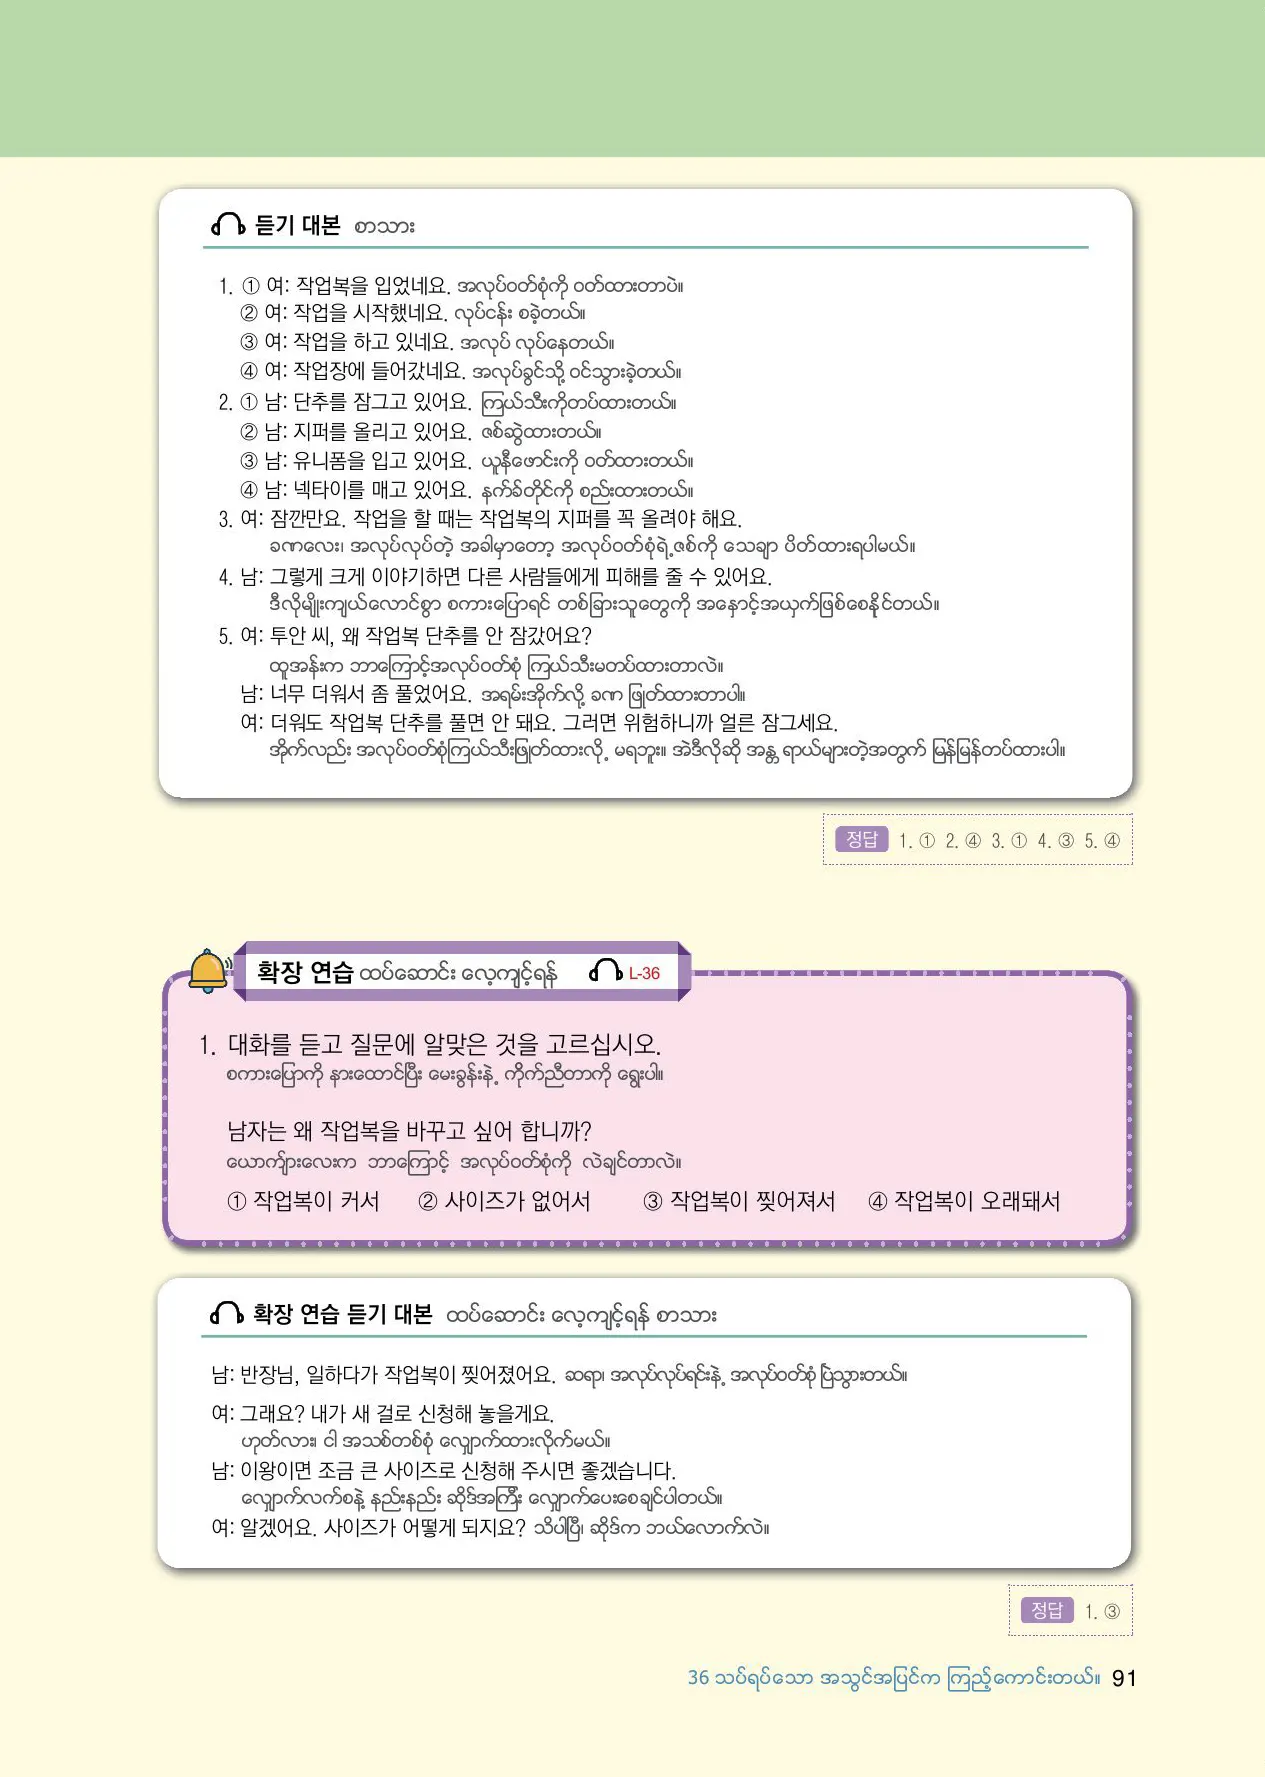 듣기 대본 စာသား
1. ① 여: 작업복을 입었네요. အလုပ်ဝတ်စုံကို ဝတ်ထားတာပဲ။
② 여: 작업을 시작했네요. လုပ်ငန်း စခဲ့တယ်။
③ 여: 작업을 하고 있네요. အလုပ် လုပ်နေတယ်။
④ 여: 작업장에 들어갔네요. အလုပ်ခွင်သို့ ဝင်သွားခဲ့တယ်။
2. ① 남: 단추를 잠그고 있어요. ကြယ်သီးကိုတပ်ထားတယ်။
② 남: 지퍼를 올리고 있어요. ဇစ်ဆွဲထားတယ်။
③ 남: 유니폼을 입고 있어요. ယူနီဖောင်းကို ဝတ်ထားတယ်။
④ 남: 넥타이를 매고 있어요. နက်ခ်တိုင်ကို စည်းထားတယ်။
3. 여: 잠깐만요. 작업을 할 때는 작업복의 지퍼를 꼭 올려야 해요.
ခဏလေး၊ အလုပ်လုပ်တဲ့ အခါမှာတော့ အလုပ်ဝတ်စုံရဲ့ဇစ်ကို သေချာ ပိတ်ထားရပါမယ်။
4. 남: 그렇게 크게 이야기하면 다른 사람들에게 피해를 줄 수 있어요.
ဒီလိုမျိုးကျယ်လောင်စွာ စကားပြောရင် တစ်ခြားသူတွေကို အနှောင့်အယှက်ဖြစ်စေနိုင်တယ်။
5. 여: 투안 씨, 왜 작업복 단추를 안 잠갔어요?
ထူအန်းက ဘာကြောင့်အလုပ်ဝတ်စုံ ကြယ်သီးမတပ်ထားတာလဲ။
남: 너무 더워서 좀 풀었어요. အရမ်းအိုက်လို့ ခဏ ဖြုတ်ထားတာပါ။
여: 더워도 작업복 단추를 풀면 안 돼요. 그러면 위험하니까 얼른 잠그세요.
အိုက်လည်း အလုပ်ဝတ်စုံကြယ်သီးဖြုတ်ထားလို့ မရဘူး။ အဲဒီလိုဆို အန္တ ရာယ်များတဲ့အတွက် မြန်မြန်တပ်ထားပါ။
정답 1. ① 2. ④ 3. ① 4. ③ 5. ④
확장 연습 ထပ်ဆောင်း လေ့ကျင့်ရန် L-36
1. 대화를 듣고 질문에 알맞은 것을 고르십시오.
စကားပြောကို နားထောင်ပြီး မေးခွန်းနဲ့ ကိုက်ညီတာကို ရွေးပါ။
남자는 왜 작업복을 바꾸고 싶어 합니까?
ယောက်ျားလေးက ဘာကြောင့် အလုပ်ဝတ်စုံကို လဲချင်တာလဲ။
① 작업복이 커서 ② 사이즈가 없어서 ③ 작업복이 찢어져서 ④ 작업복이 오래돼서
확장 연습 듣기 대본 ထပ်ဆောင်း လေ့ကျင့်ရန် စာသား
남: 반장님, 일하다가 작업복이 찢어졌어요. ဆရာ၊ အလုပ်လုပ်ရင်းနဲ့ အလုပ်ဝတ်စုံ ပြဲသွားတယ်။
여: 그래요? 내가 새 걸로 신청해 놓을게요.
ဟုတ်လား၊ ငါ အသစ်တစ်စုံ လျှောက်ထားလိုက်မယ်။
남: 이왕이면 조금 큰 사이즈로 신청해 주시면 좋겠습니다.
လျှောက်လက်စနဲ့ နည်းနည်း ဆိုဒ်အကြီး လျှောက်ပေးစေချင်ပါတယ်။
여: 알겠어요. 사이즈가 어떻게 되지요? သိပါပြီ၊ ဆိုဒ်က ဘယ်လောက်လဲ။
정답 1. ③
36 သပ်ရပ်သော အသွင်အပြင်က ကြည့်ကောင်းတယ်။ 91